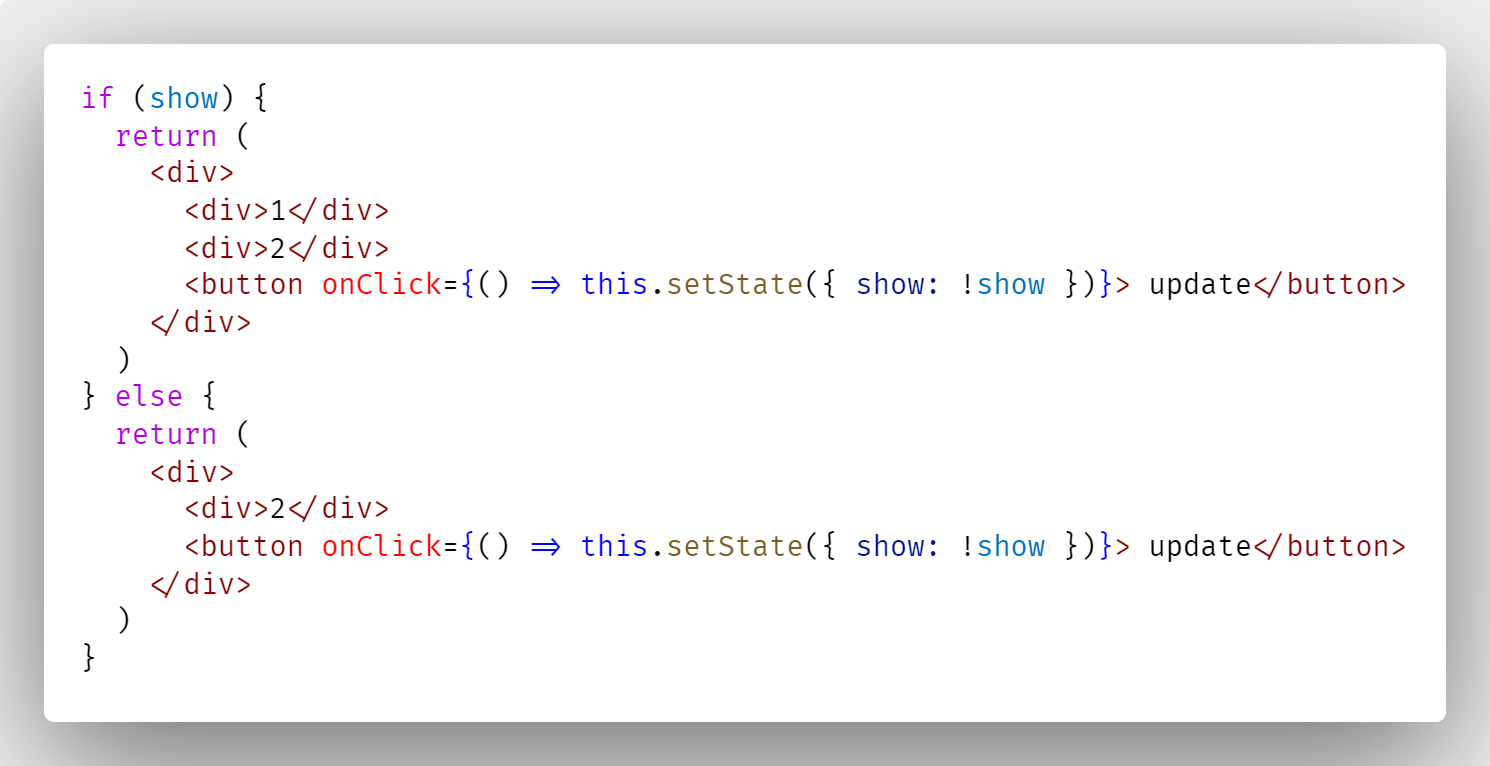 if (show) {
  return (
    <div>
      <div>1</div>
      <div>2</div>
      <button onClick={() => this.setState({ show: !show })}> update</button>
    </div>
  )
} else {
  return (
    <div>
      <div>2</div>
      <button onClick={() => this.setState({ show: !show })}> update</button>
    </div>
  )
}